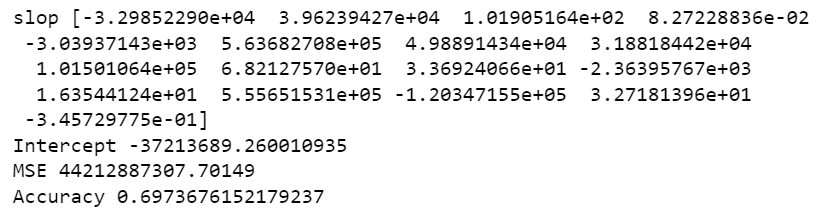 slop [-3.29852290e+04  3.96239427e+04  1.01905164e+02  8.27228836e-02
 -3.03937143e+03  5.63682708e+05  4.98891434e+04  3.18818442e+04
  1.01501064e+05  6.82127570e+01  3.36924066e+01 -2.36395767e+03
  1.63544124e+01  5.55651531e+05 -1.20347155e+05  3.27181396e+01
 -3.45729775e-01]
Intercept -37213689.260010935
MSE 44212887307.70149
Accuracy 0.6973676152179237